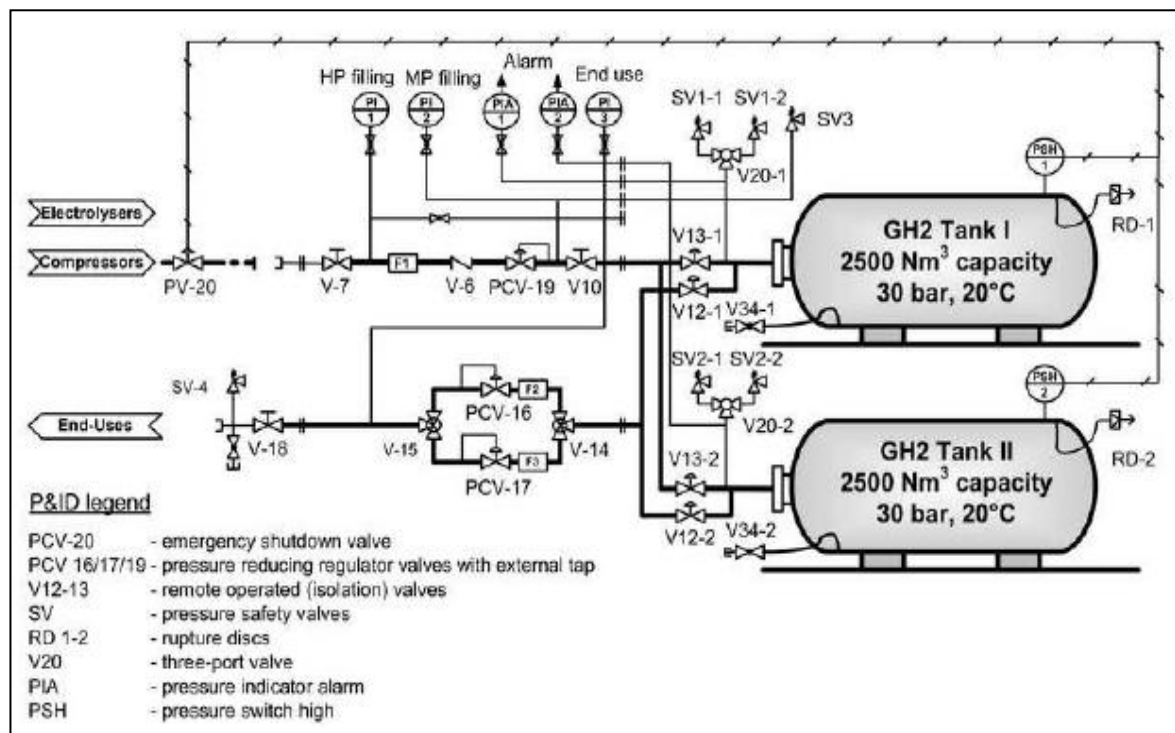 Alarm
HP filling MP filling End use
PI 1
PI 2
PIA 1
PIA 2
PI 3
SV1-1 SV1-2
SV3
V20-1
PSH 1
RD-1
Electrolysers
Compressors
PV-20
V-7
F1
V-6
PCV-19
V10
V13-1
V12-1
V34-1
GH2 Tank I
2500 Nm³ capacity
30 bar, 20°C
SV2-1 SV2-2
V20-2
PSH 2
RD-2
SV-4
End-Uses
V-18
V-15
PCV-16
F2
PCV-17
F3
V-14
V13-2
V12-2
V34-2
GH2 Tank II
2500 Nm³ capacity
30 bar, 20°C
P&ID legend
PCV-20 - emergency shutdown valve
PCV 16/17/19 - pressure reducing regulator valves with external tap
V12-13 - remote operated (isolation) valves
SV - pressure safety valves
RD 1-2 - rupture discs
V20 - three-port valve
PIA - pressure indicator alarm
PSH - pressure switch high